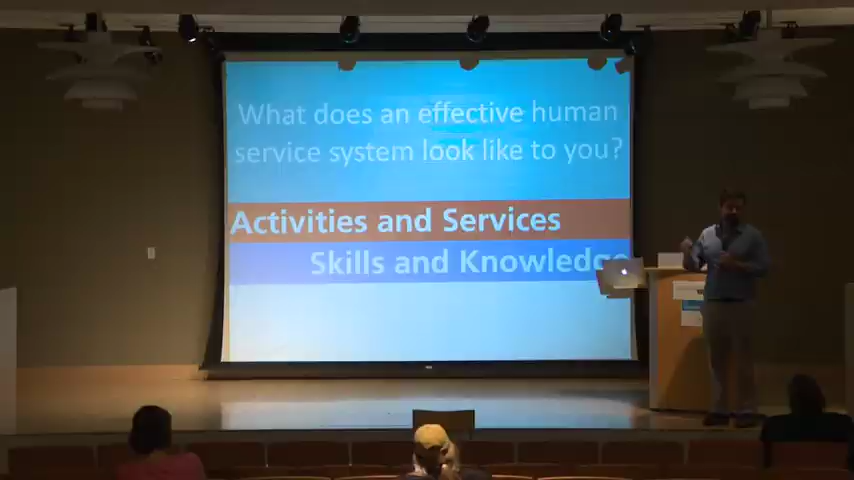 What does an effective human
service system look like to you?
Activities and Services
Skills and Knowledge